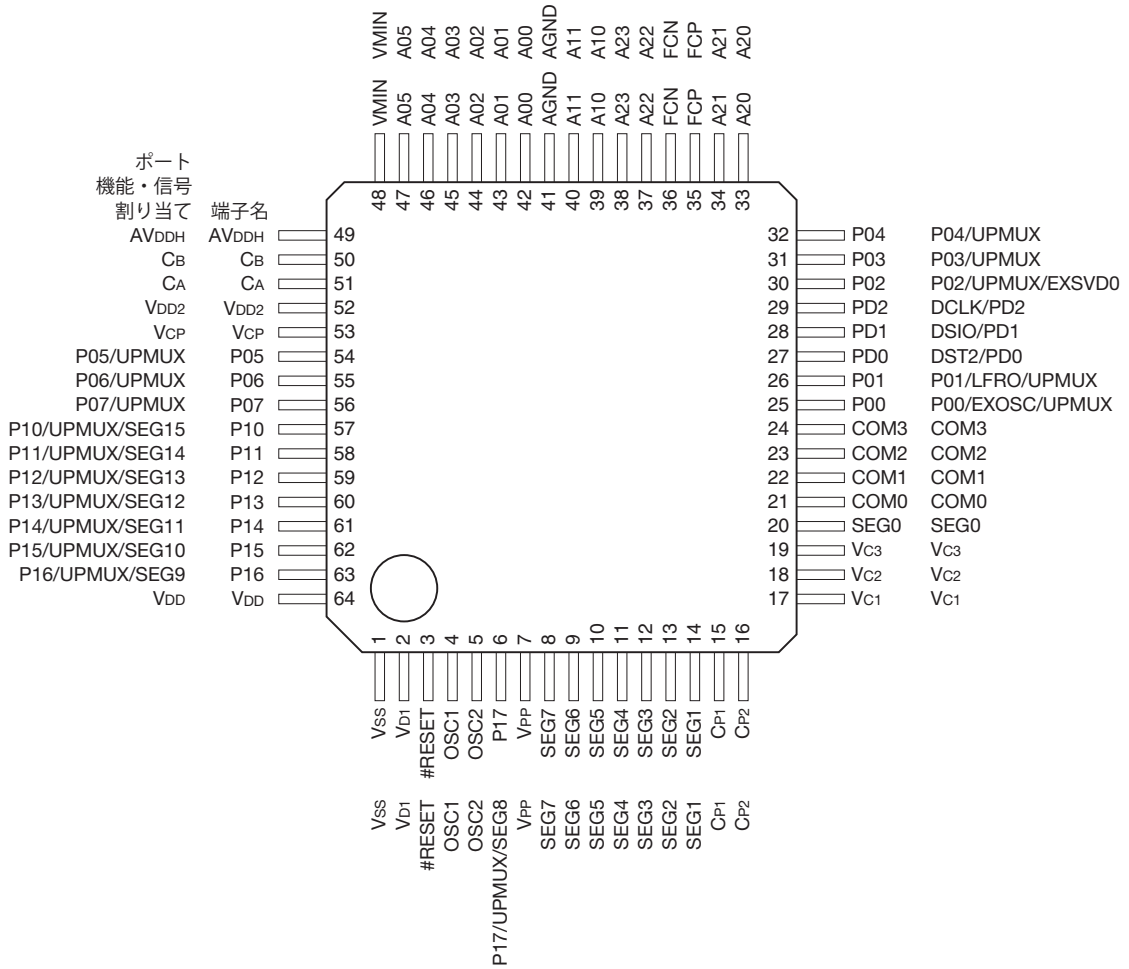 VMIN A05 A04 A03 A02 A01 A00 AGND A11 A10 A23 A22 FCN FCP A21 A20
VMIN A05 A04 A03 A02 A01 A00 AGND A11 A10 A23 A22 FCN FCP A21 A20
48 47 46 45 44 43 42 41 40 39 38 37 36 35 34 33
ポート
機能・信号
割り当て 端子名
AVDDH AVDDH 49
CB CB 50
CA CA 51
VDD2 VDD2 52
VCP VCP 53
P05/UPMUX P05 54
P06/UPMUX P06 55
P07/UPMUX P07 56
P10/UPMUX/SEG15 P10 57
P11/UPMUX/SEG14 P11 58
P12/UPMUX/SEG13 P12 59
P13/UPMUX/SEG12 P13 60
P14/UPMUX/SEG11 P14 61
P15/UPMUX/SEG10 P15 62
P16/UPMUX/SEG9 P16 63
VDD VDD 64
32 P04 P04/UPMUX
31 P03 P03/UPMUX
30 P02 P02/UPMUX/EXSVD0
29 PD2 DCLK/PD2
28 PD1 DSIO/PD1
27 PD0 DST2/PD0
26 P01 P01/LFRO/UPMUX
25 P00 P00/EXOSC/UPMUX
24 COM3 COM3
23 COM2 COM2
22 COM1 COM1
21 COM0 COM0
20 SEG0 SEG0
19 VC3 VC3
18 VC2 VC2
17 VC1 VC1
1 2 3 4 5 6 7 8 9 10 11 12 13 14 15 16
VSS VD1 #RESET OSC1 OSC2 P17 VPP SEG7 SEG6 SEG5 SEG4 SEG3 SEG2 SEG1 CP1 CP2
VSS VD1 #RESET OSC1 OSC2 P17/UPMUX/SEG8 VPP SEG7 SEG6 SEG5 SEG4 SEG3 SEG2 SEG1 CP1 CP2